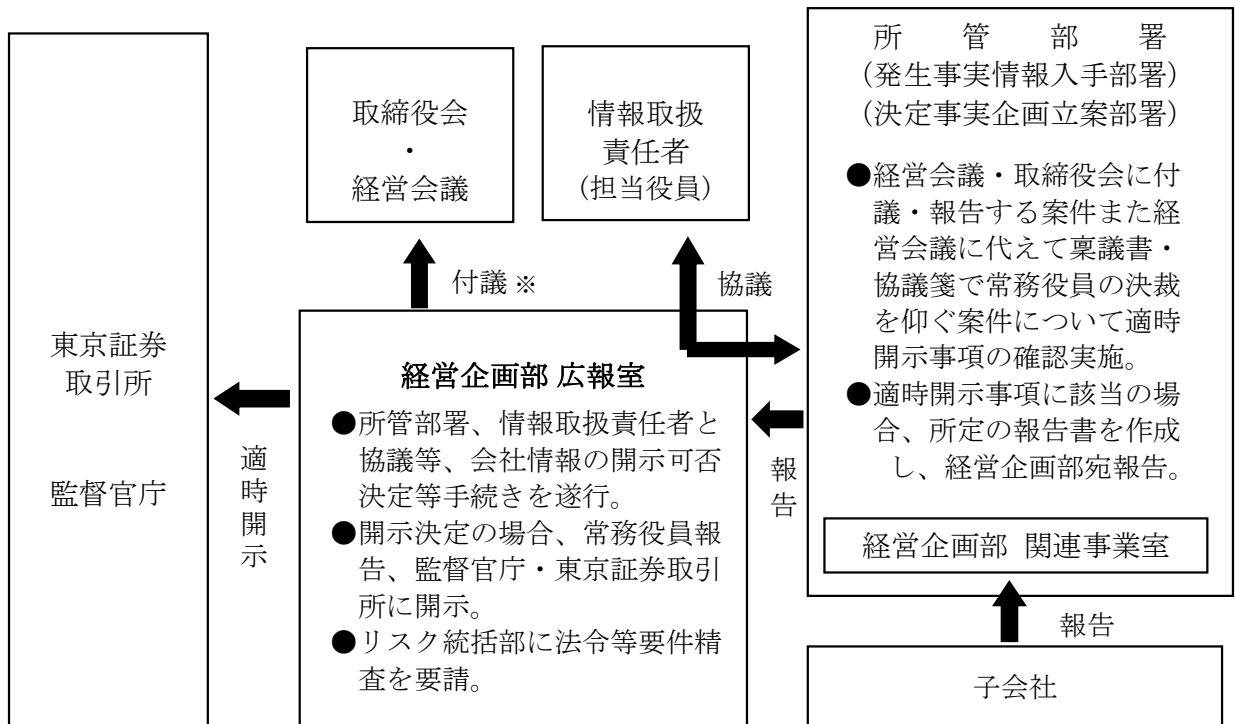 東京証券
取引所
監督官庁
適時開示
取締役会
・
経営会議
情報取扱
責任者
(担当役員)
付議 ※
協議
経営企画部 広報室
●所管部署、情報取扱責任者と
協議等、会社情報の開示可否
決定等手続きを遂行。
●開示決定の場合、常務役員報
告、監督官庁・東京証券取引
所に開示。
●リスク統括部に法令等要件精
査を要請。
報告
所管部署
(発生事実情報入手部署)
(決定事実企画立案部署)
●経営会議・取締役会に付
議・報告する案件また経
営会議に代えて稟議書・
協議箋で常務役員の決裁
を仰ぐ案件について適時
開示事項の確認実施。
●適時開示事項に該当の場
合、所定の報告書を作成
し、経営企画部宛報告。
経営企画部 関連事業室
報告
子会社